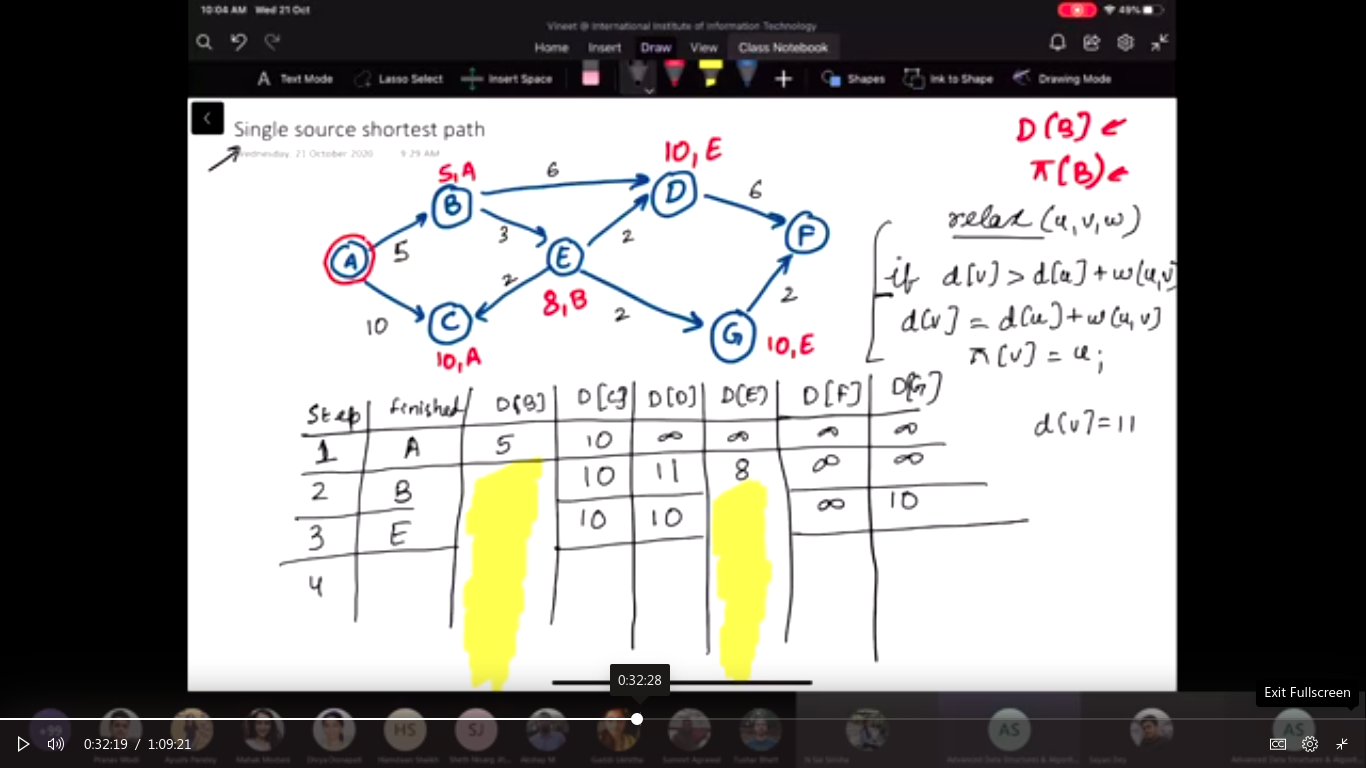 10:04 AM Wed 21 Oct
49%
Vineet @ International Institute of Information Technology
Home Insert Draw View Class Notebook
Text Mode Lasso Select Insert Space Shapes Ink to Shape Drawing Mode
Single source shortest path
Wednesday, 21 October 2020 9:29 AM
D(B) ←
π(B) ←
10, E
5, A
6
B
D
6
relax (u,v,w)
5
3
E
2
F
A
if d[v] > d[u] + w(u,v)
2
8, B
2
2
10
C
G
d[v] = d[u] + w(u,v)
10, A
10, E
π[v] = u;
Step finished D[B] D[C] D[D] D[E] D[F] D[G]
1 A 5 10 ∞ ∞ ∞ ∞
d[v] = 11
2 B 10 11 8 ∞ ∞
3 E 10 10 ∞ 10
4
0:32:28
Exit Fullscreen
+99
HS
SJ
AS
AS
0:32:19 / 1:09:21
CC